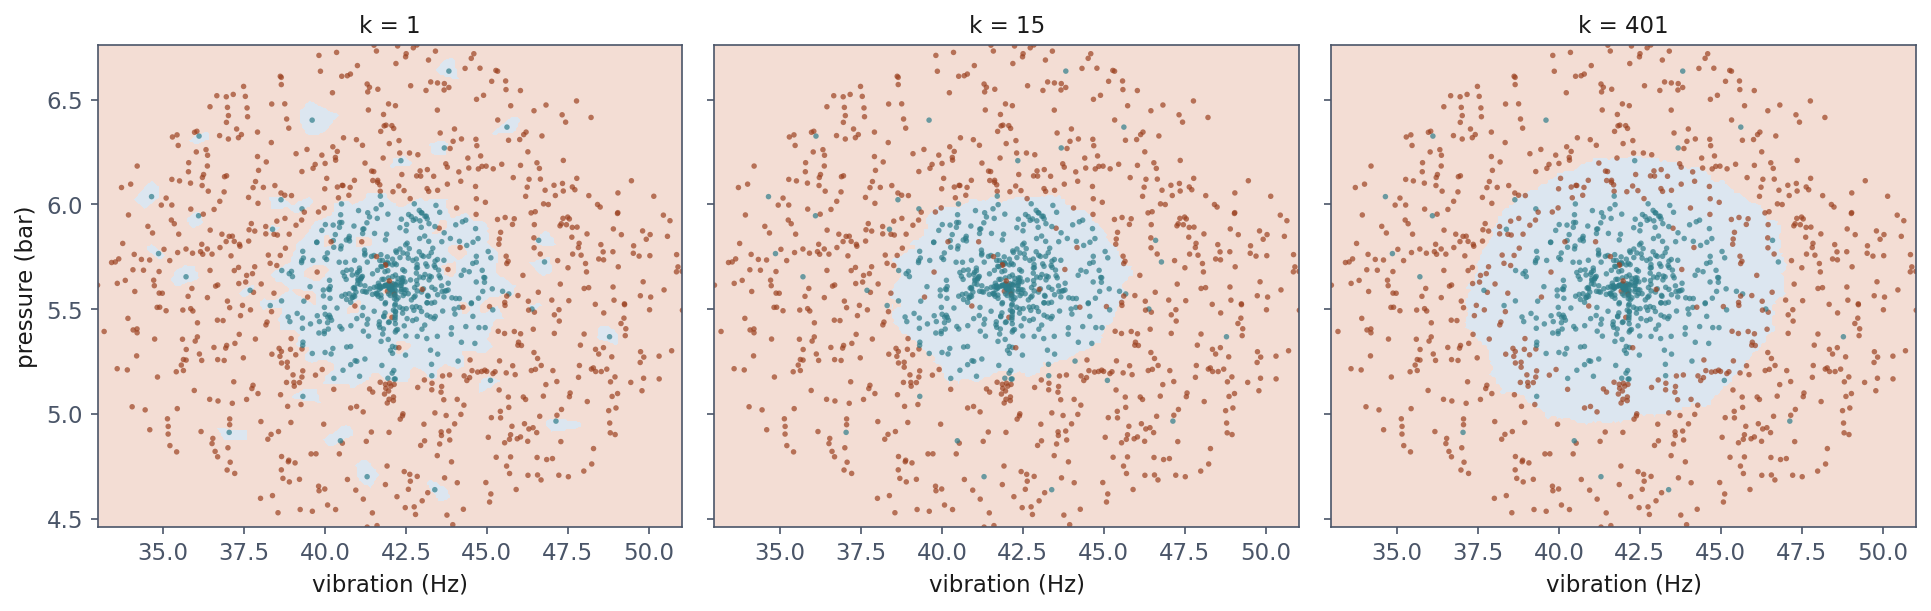 k = 1
k = 15
k = 401
pressure (bar)
6.5
6.0
5.5
5.0
4.5
35.0 37.5 40.0 42.5 45.0 47.5 50.0
35.0 37.5 40.0 42.5 45.0 47.5 50.0
35.0 37.5 40.0 42.5 45.0 47.5 50.0
vibration (Hz)
vibration (Hz)
vibration (Hz)